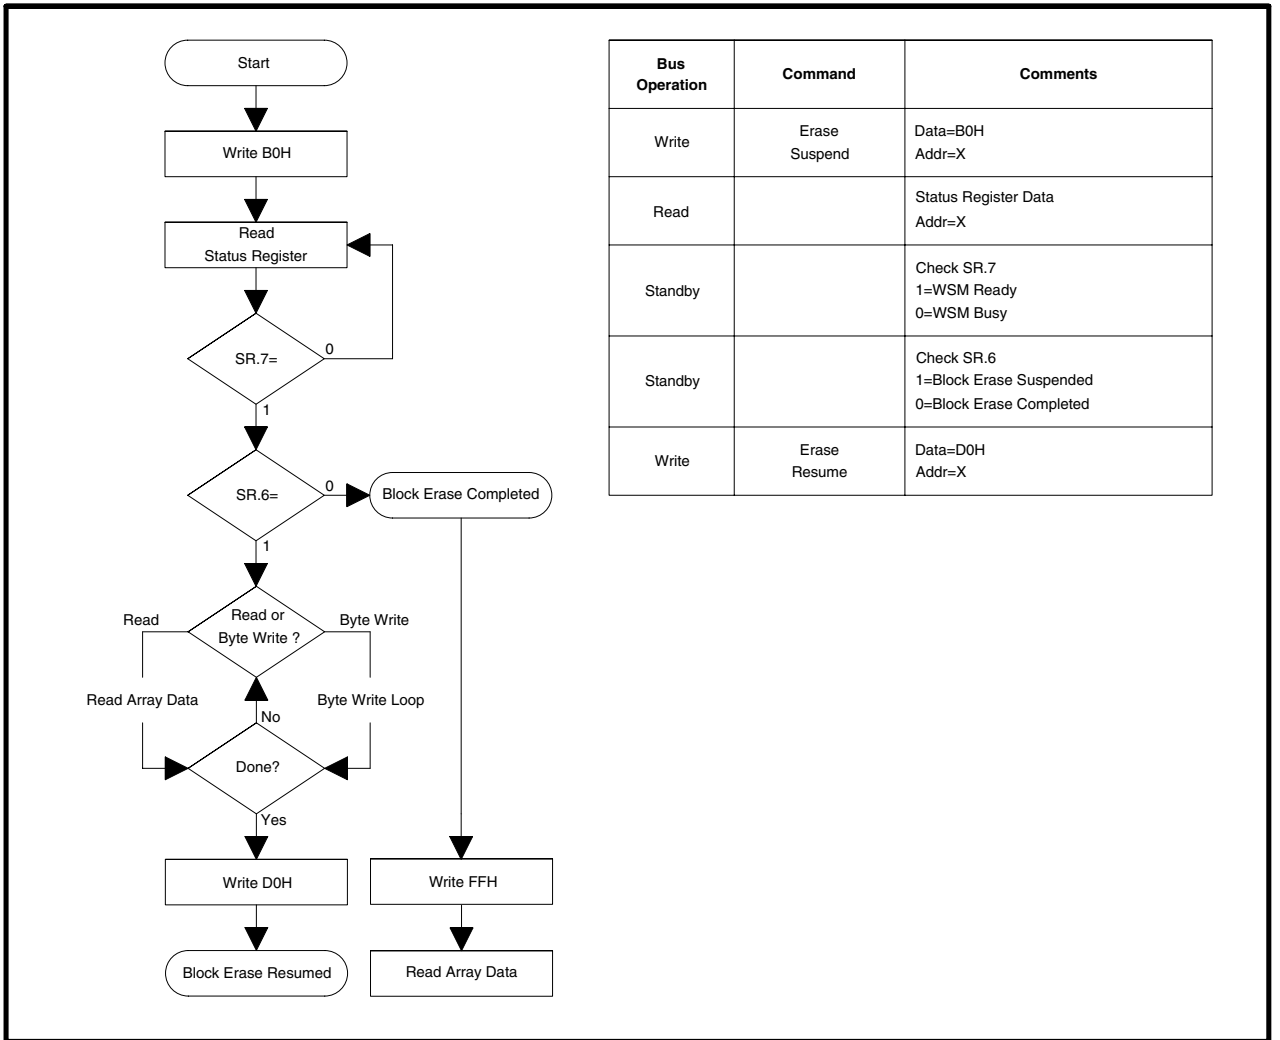 Start
Write B0H
Read
Status Register
SR.7=
0
1
SR.6=
0
Block Erase Completed
1
Read or
Byte Write ?
Read
Byte Write
Read Array Data
Byte Write Loop
No
Done?
Yes
Write D0H
Write FFH
Block Erase Resumed
Read Array Data
Bus
Operation
Command
Comments
Write
Erase
Suspend
Data=B0H
Addr=X
Read
Status Register Data
Addr=X
Standby
Check SR.7
1=WSM Ready
0=WSM Busy
Standby
Check SR.6
1=Block Erase Suspended
0=Block Erase Completed
Write
Erase
Resume
Data=D0H
Addr=X